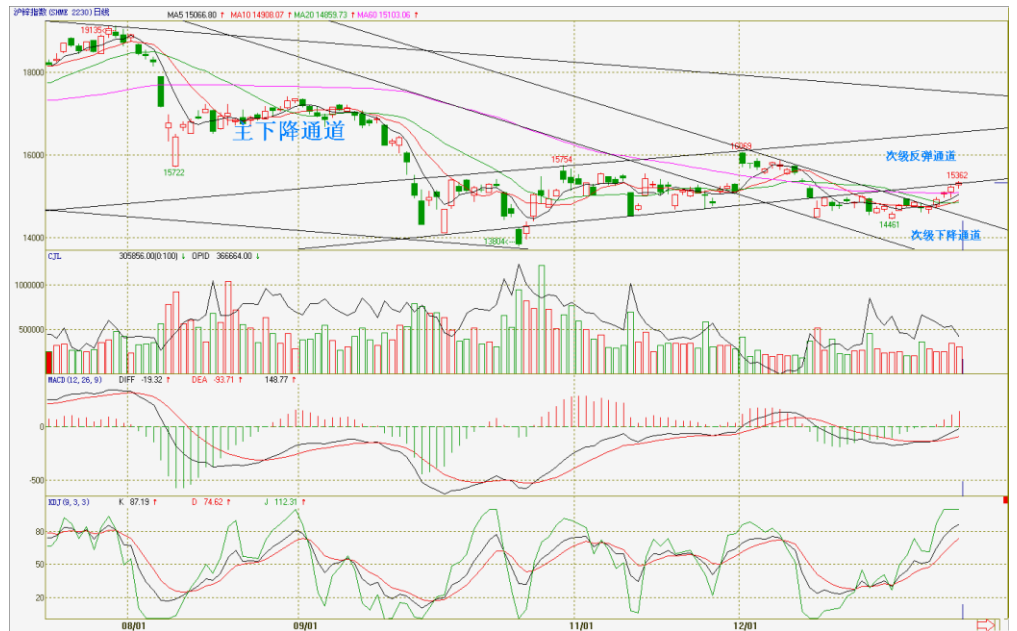 沪锌指数(SHME 2230)日线 MA5 15066.80 ↑ MA10 14908.07 ↑ MA20 14859.73 ↑ MA60 15103.06 ↑
19135
18000
主下降通道
16000
15722
15754
16069
次级反弹通道
15362
14000
13804
14461
次级下降通道
CJL 305856.00(0.100) ↓ OPID 366664.00 ↓
1000000
500000
MACD(12, 26, 9) DIFF -19.32 ↑ DEA -93.71 ↑ 148.77 ↑
0
-500
KDJ(9, 3, 3) K 87.19 ↑ D 74.62 ↑ J 112.31 ↑
80
50
20
08/01 09/01 11/01 12/01